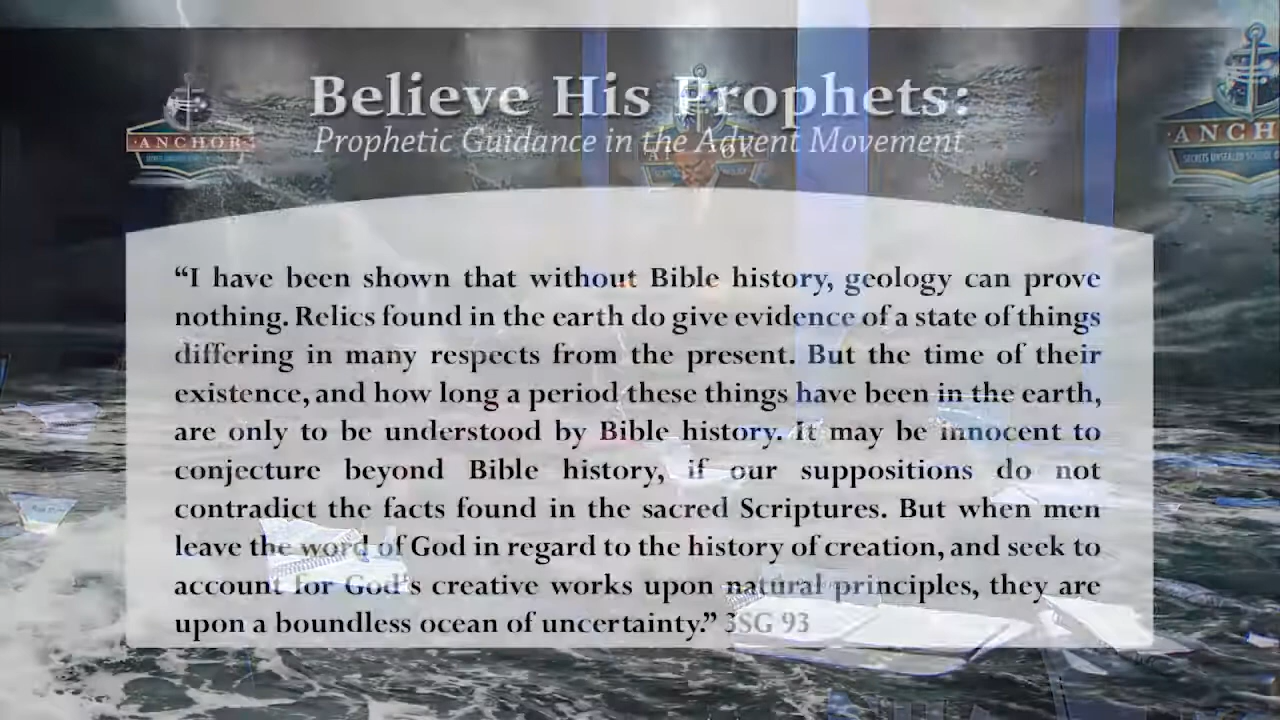 Believe His Prophets:
Prophetic Guidance in the Advent Movement
·ANCHOR·
ANCHOR
ANCH
SECRETS UNSEALED SCHOOL O
“I have been shown that without Bible history, geology can prove
nothing. Relics found in the earth do give evidence of a state of things
differing in many respects from the present. But the time of their
existence, and how long a period these things have been in the earth,
are only to be understood by Bible history. It may be innocent to
conjecture beyond Bible history, if our suppositions do not
contradict the facts found in the sacred Scriptures. But when men
leave the word of God in regard to the history of creation, and seek to
account for God's creative works upon natural principles, they are
upon a boundless ocean of uncertainty.” 3SG 93